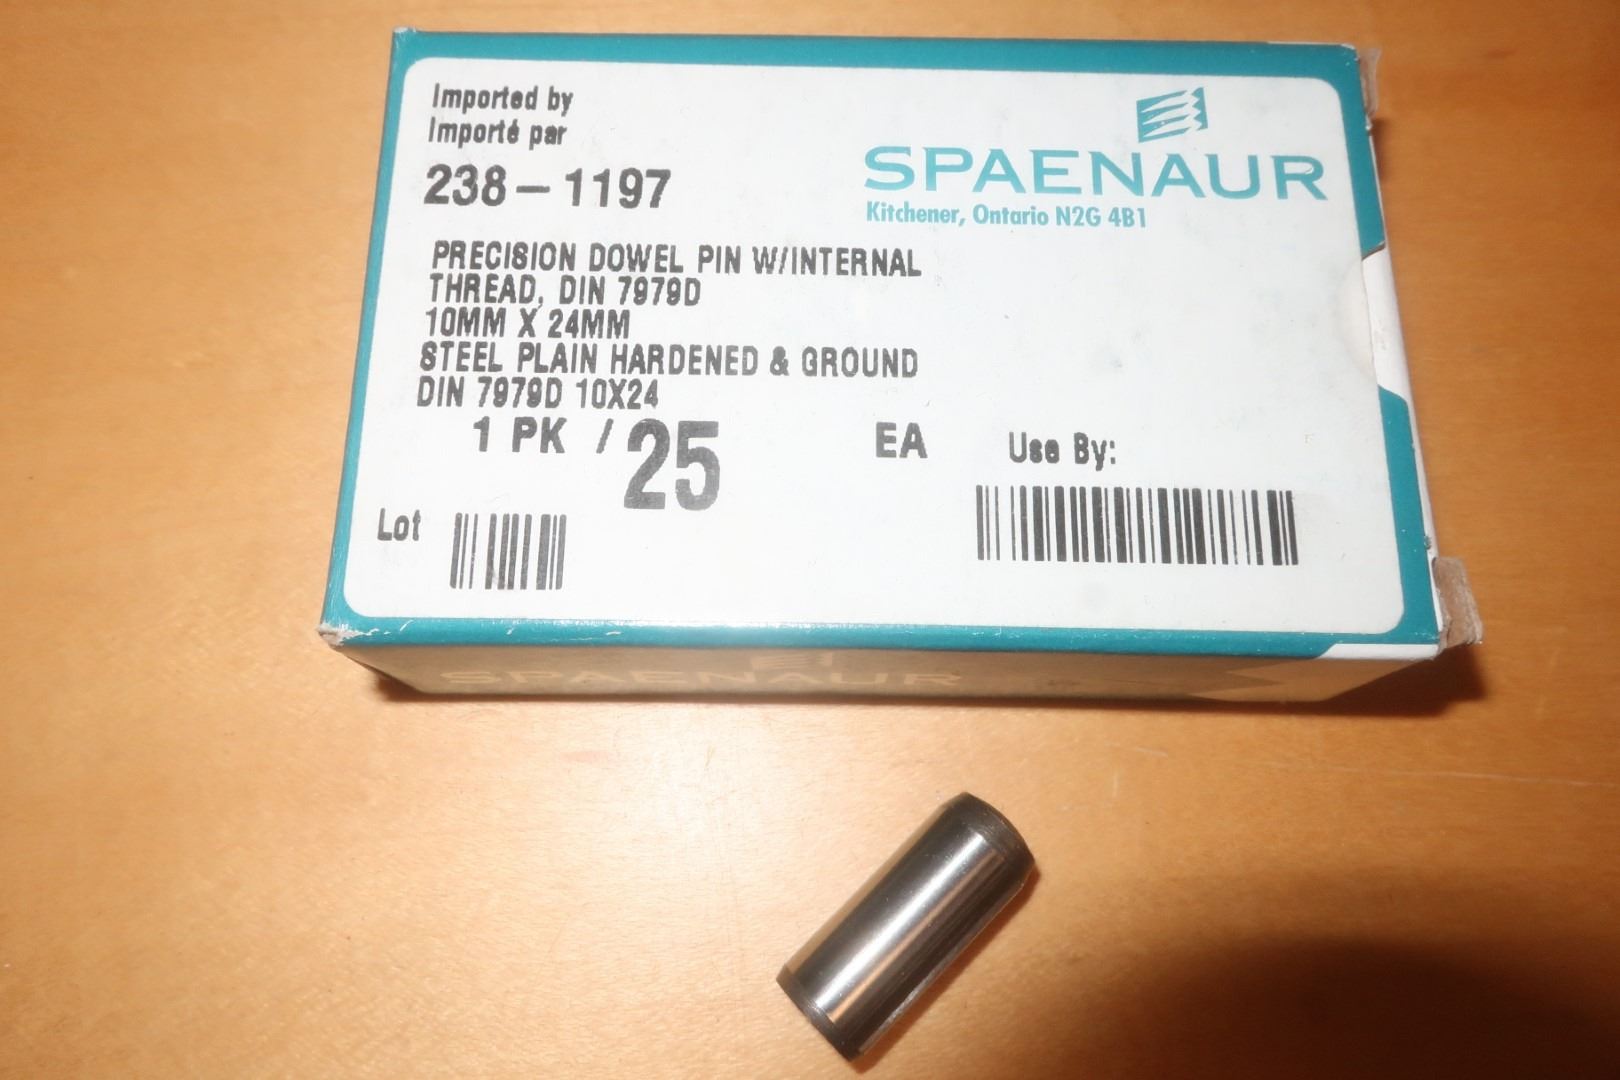 Imported by
Importé par
238-1197
SPAENAUR
Kitchener, Ontario N2G 4B1
PRECISION DOWEL PIN W/INTERNAL
THREAD, DIN 7979D
10MM X 24MM
STEEL PLAIN HARDENED & GROUND
DIN 7979D 10X24
1 PK / 25 EA
Use By:
Lot
SPAENAUR